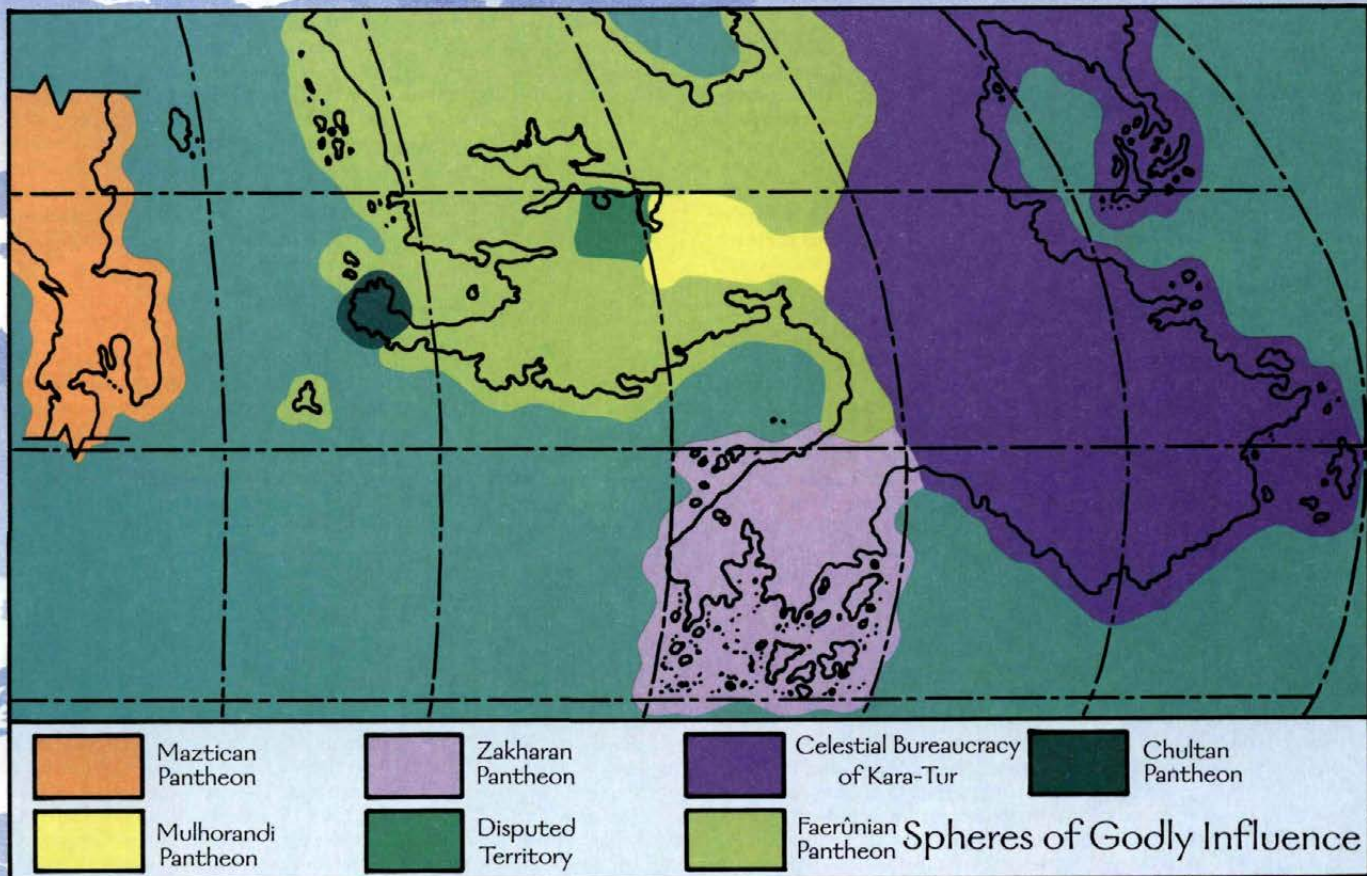 Maztican
Pantheon
Zakharan
Pantheon
Celestial Bureaucracy
of Kara-Tur
Chultan
Pantheon
Mulhorandi
Pantheon
Disputed
Territory
Faerûnian
Pantheon
Spheres of Godly Influence